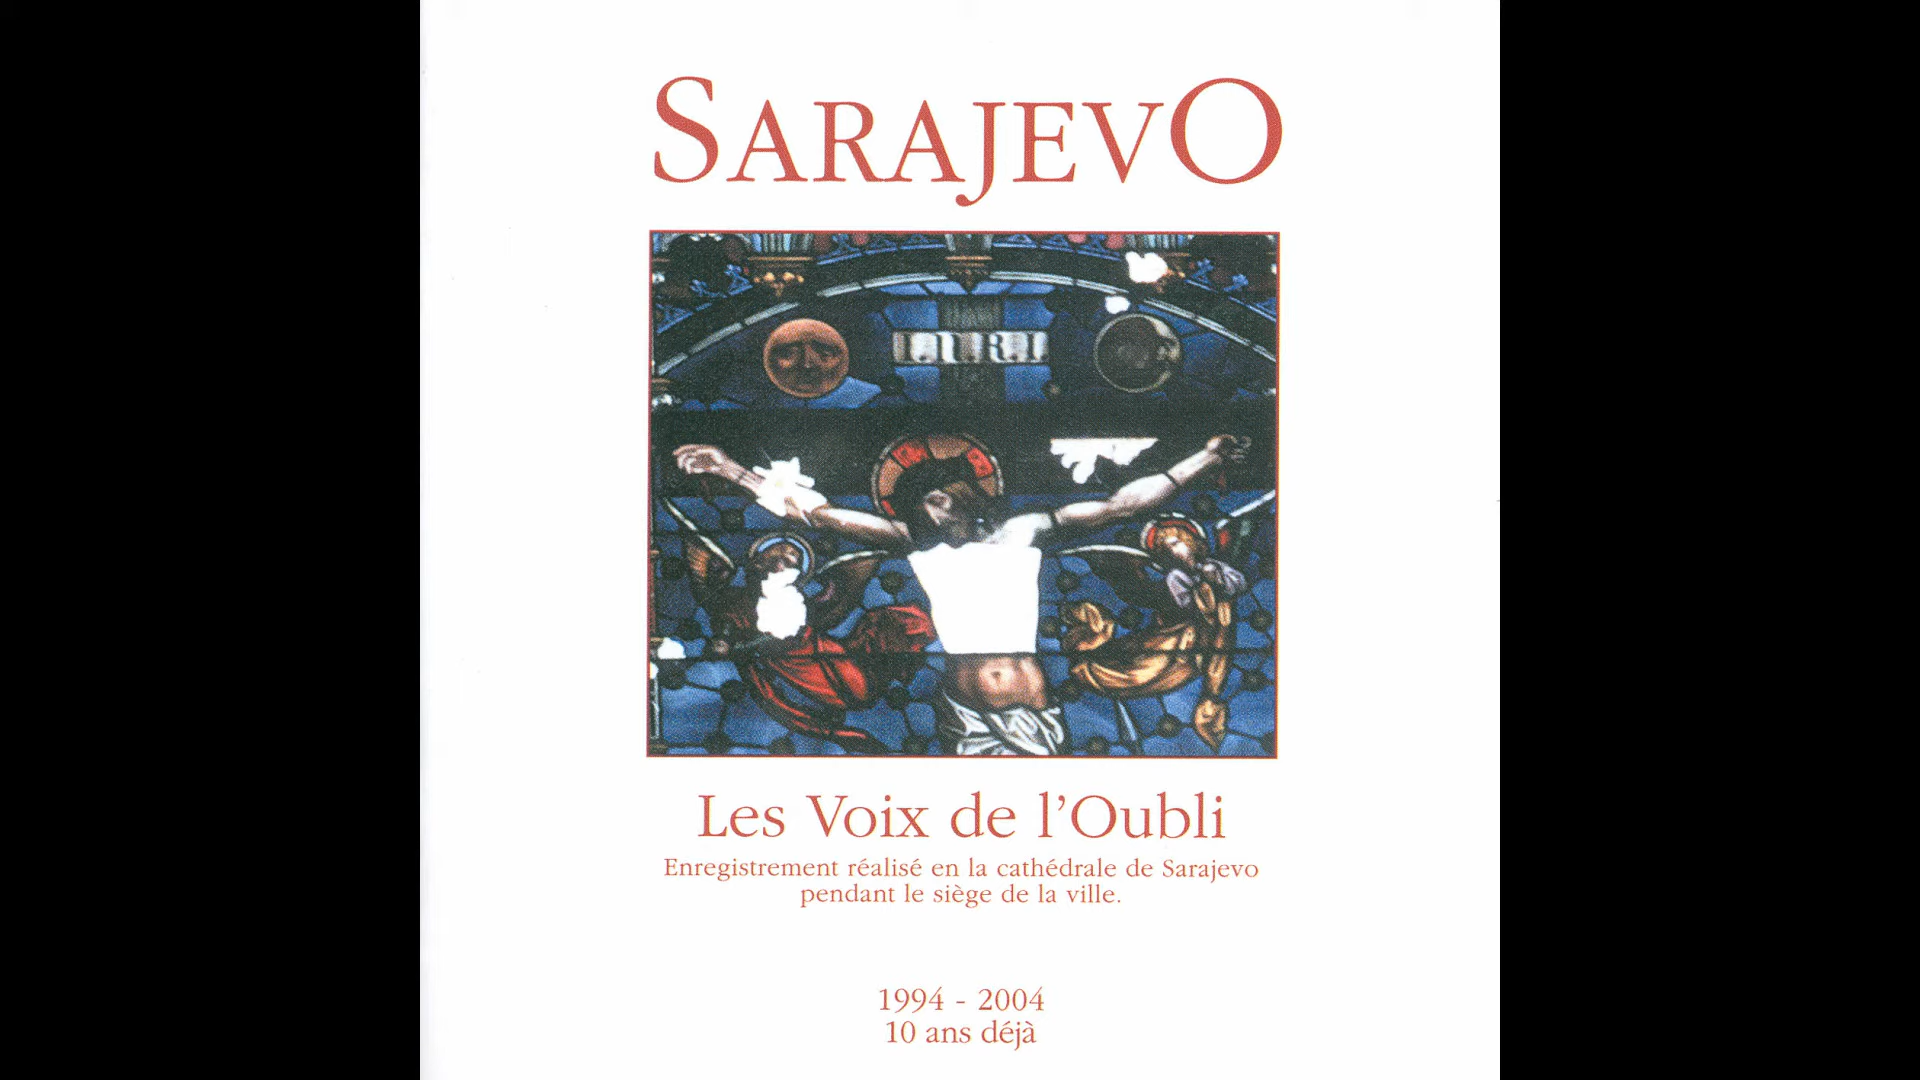 SARAJEVO
I.N.R.I.
Les Voix de l'Oubli
Enregistrement réalisé en la cathédrale de Sarajevo
pendant le siège de la ville.
1994 - 2004
10 ans déjà